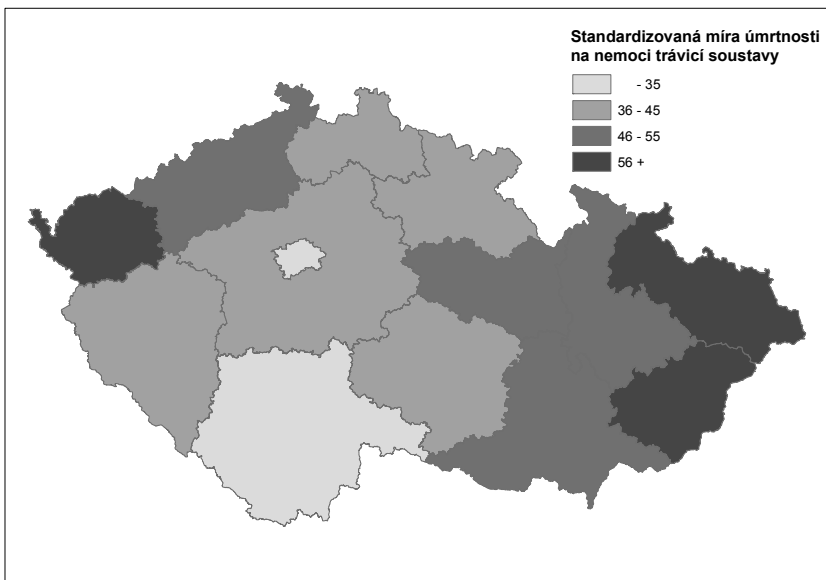 Standardizovaná míra úmrtnosti
na nemoci trávicí soustavy
- 35
36 - 45
46 - 55
56 +